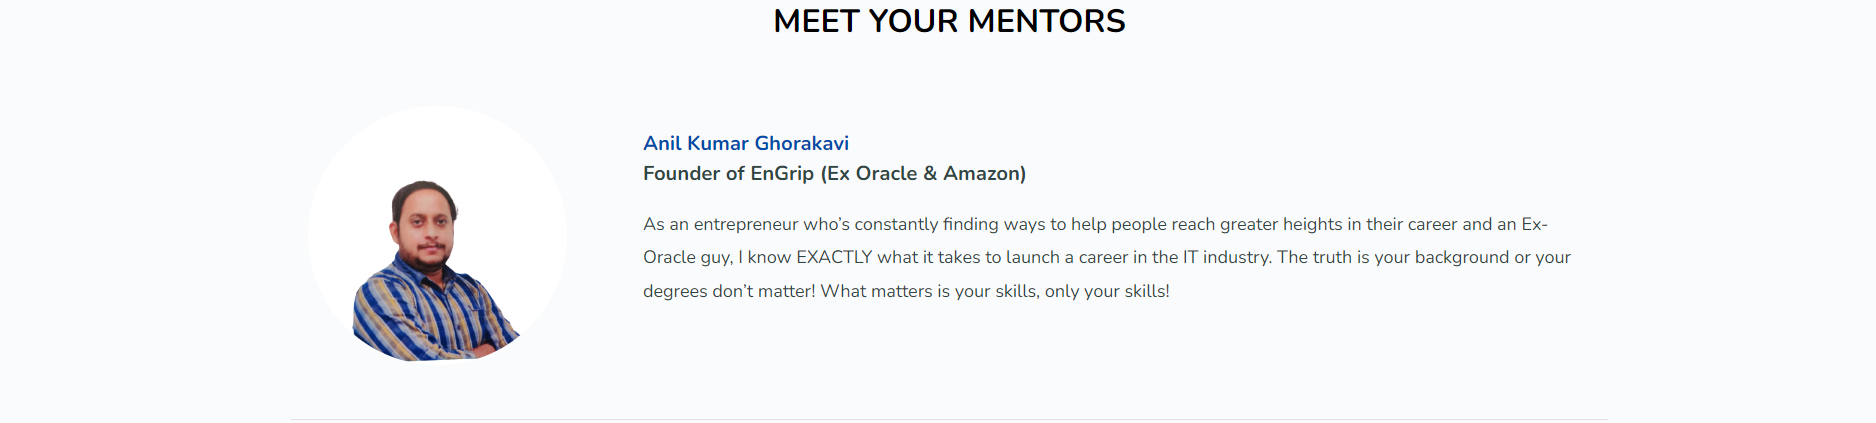 MEET YOUR MENTORS
Anil Kumar Ghorakavi
Founder of EnGrip (Ex Oracle & Amazon)
As an entrepreneur who’s constantly finding ways to help people reach greater heights in their career and an Ex-
Oracle guy, I know EXACTLY what it takes to launch a career in the IT industry. The truth is your background or your
degrees don’t matter! What matters is your skills, only your skills!